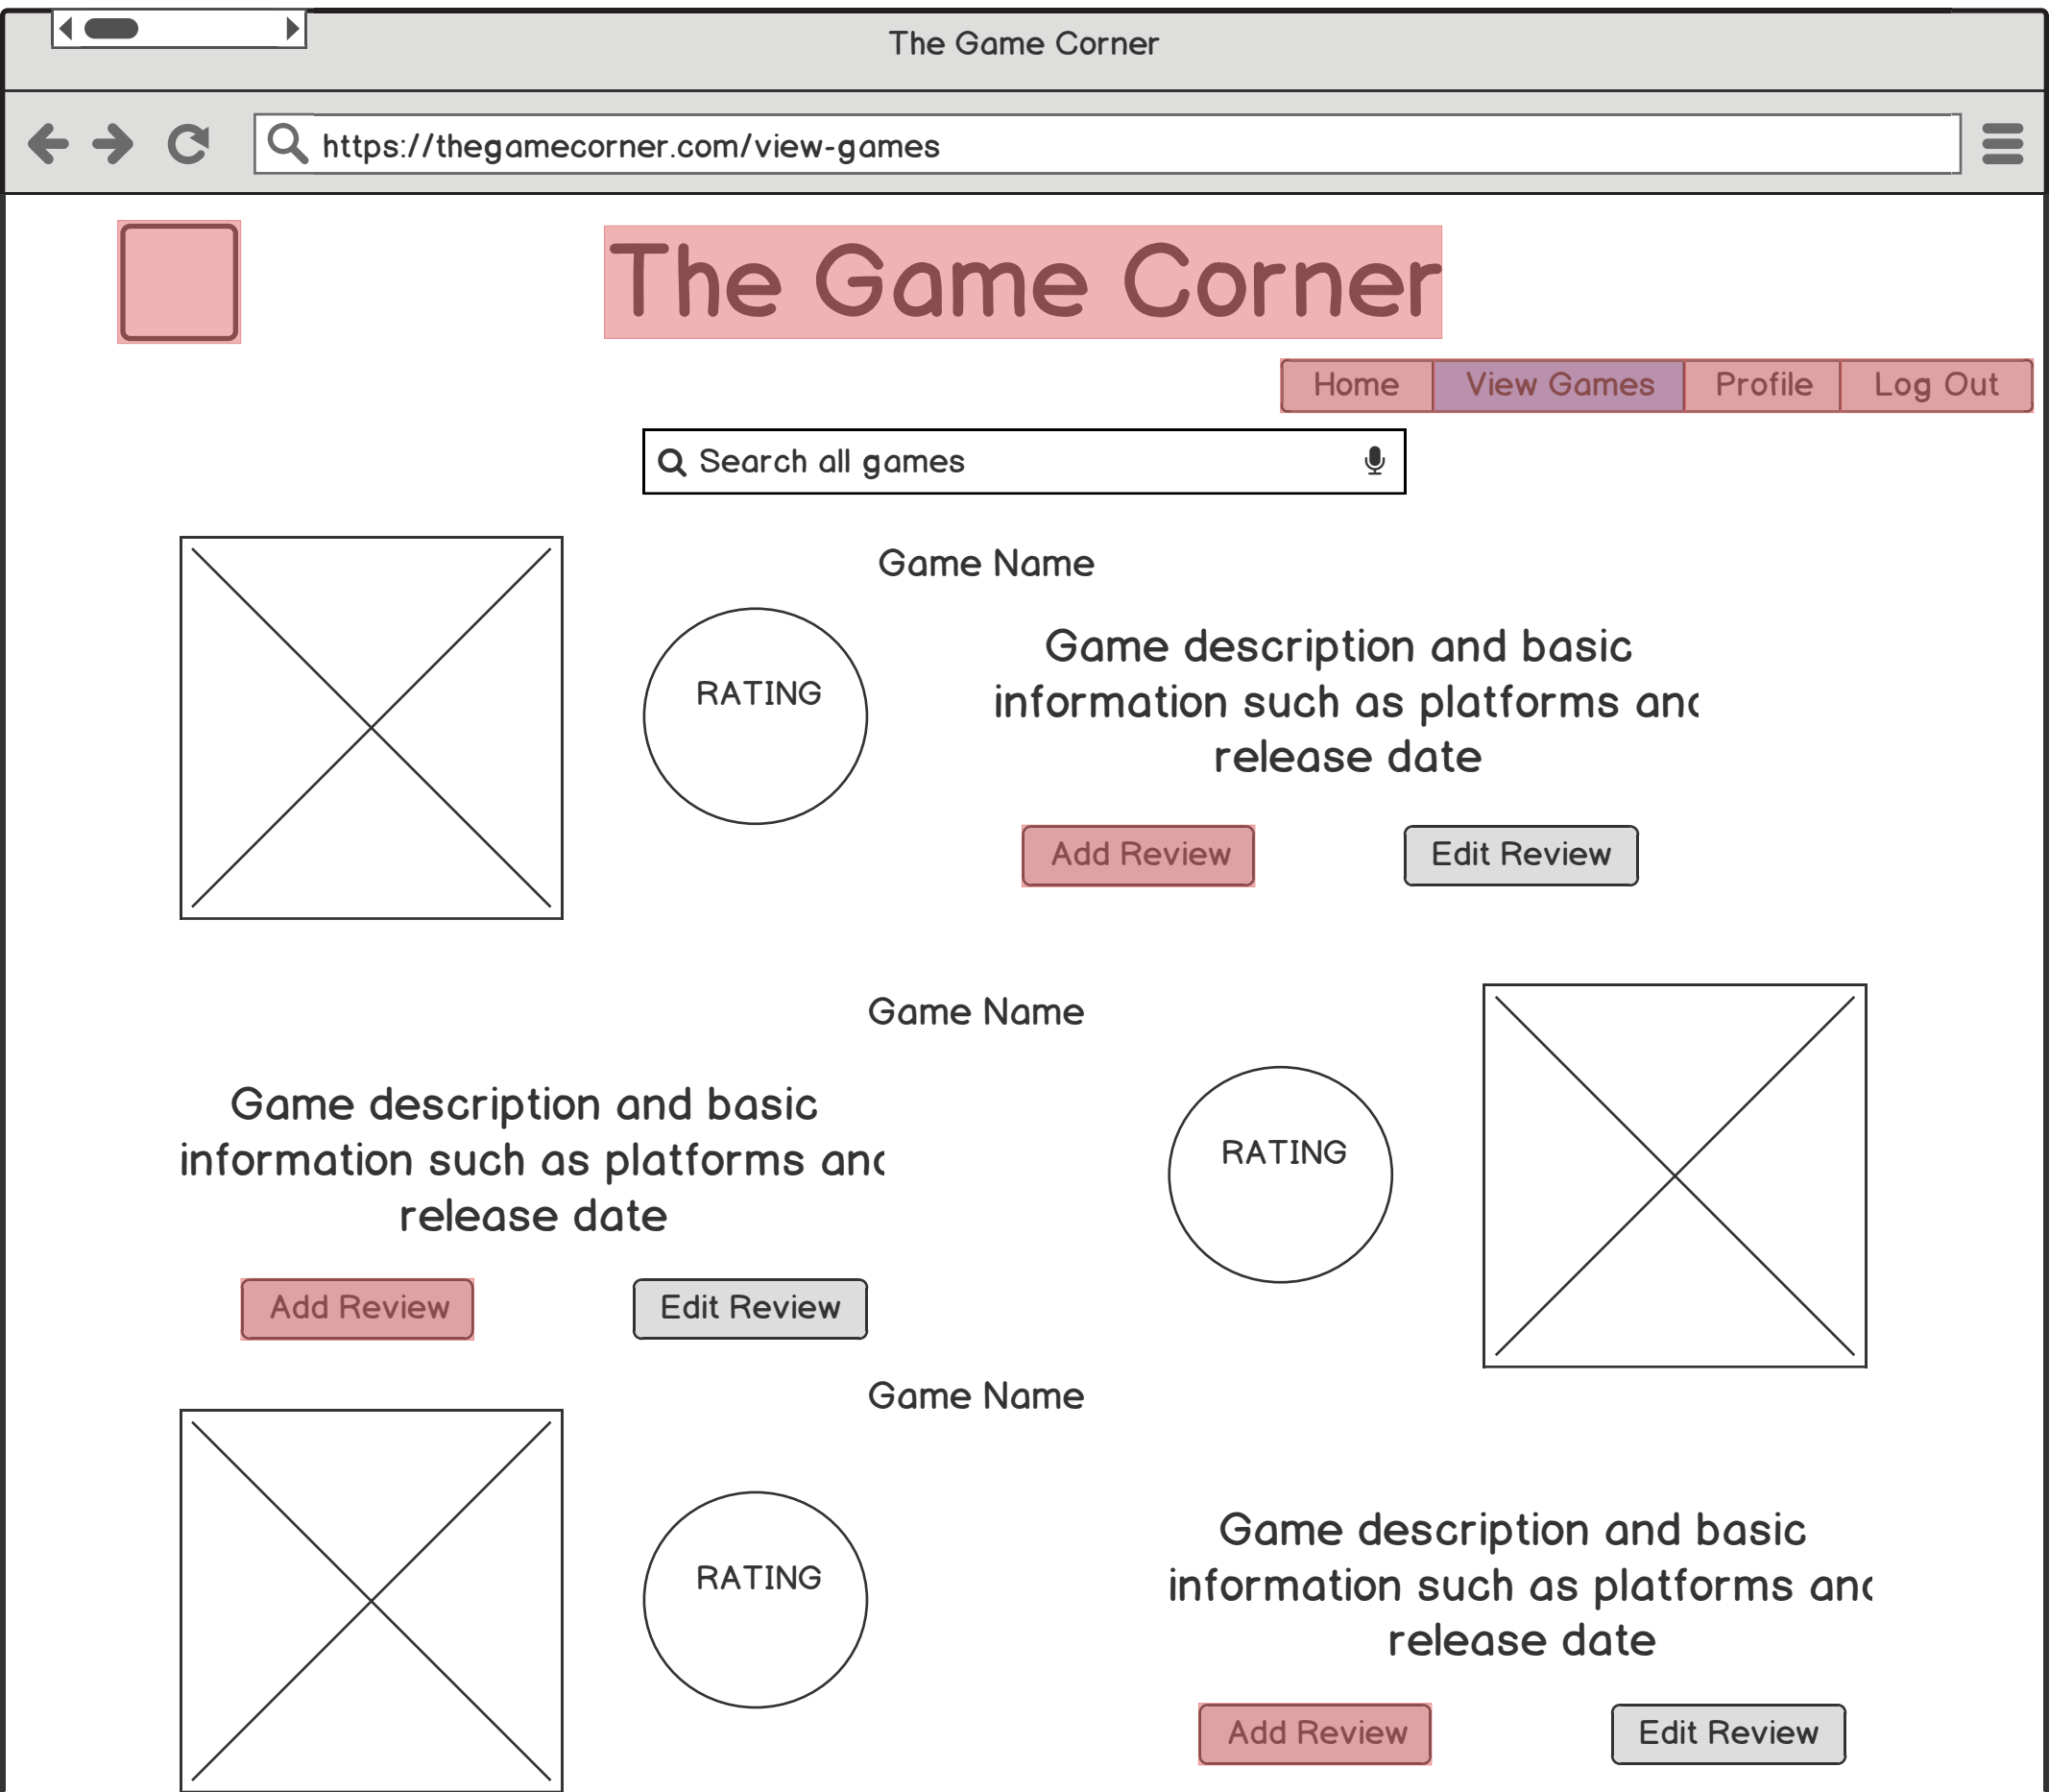 The Game Corner
https://thegamecorner.com/view-games
The Game Corner
Home View Games Profile Log Out
Search all games
Game Name
RATING
Game description and basic
information such as platforms
release date
Add Review Edit Review
Game Name
Game description and basic
information such as platforms
release date
RATING
Add Review Edit Review
Game Name
RATING
Game description and basic
information such as platforms
release date
Add Review Edit Review